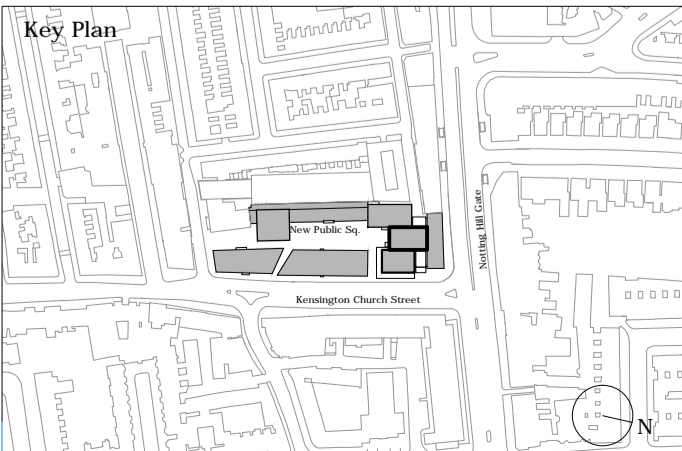 Key Plan
Notting Hill Gate
New Public Sq.
Kensington Church Street
N